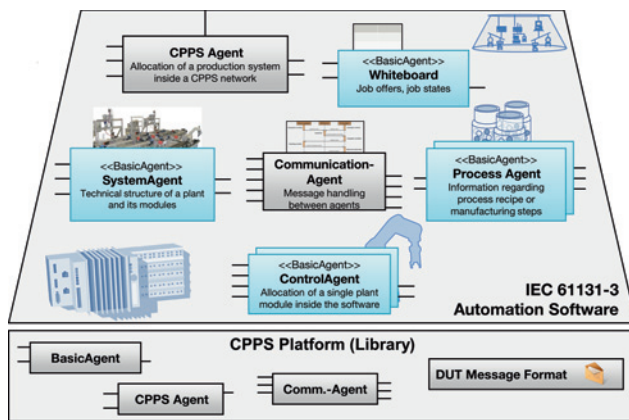 CPPS Agent
Allocation of a production system
inside a CPPS network
<<BasicAgent>>
Whiteboard
Job offers, job states
<<BasicAgent>>
SystemAgent
Technical structure of a plant
and its modules
Communication-
Agent
Message handling
between agents
<<BasicAgent>>
Process Agent
Information regarding
process recipe or
manufacturing steps
<<BasicAgent>>
ControlAgent
Allocation of a single plant
module inside the software
IEC 61131-3
Automation Software
CPPS Platform (Library)
BasicAgent
CPPS Agent
Comm.-Agent
DUT Message Format